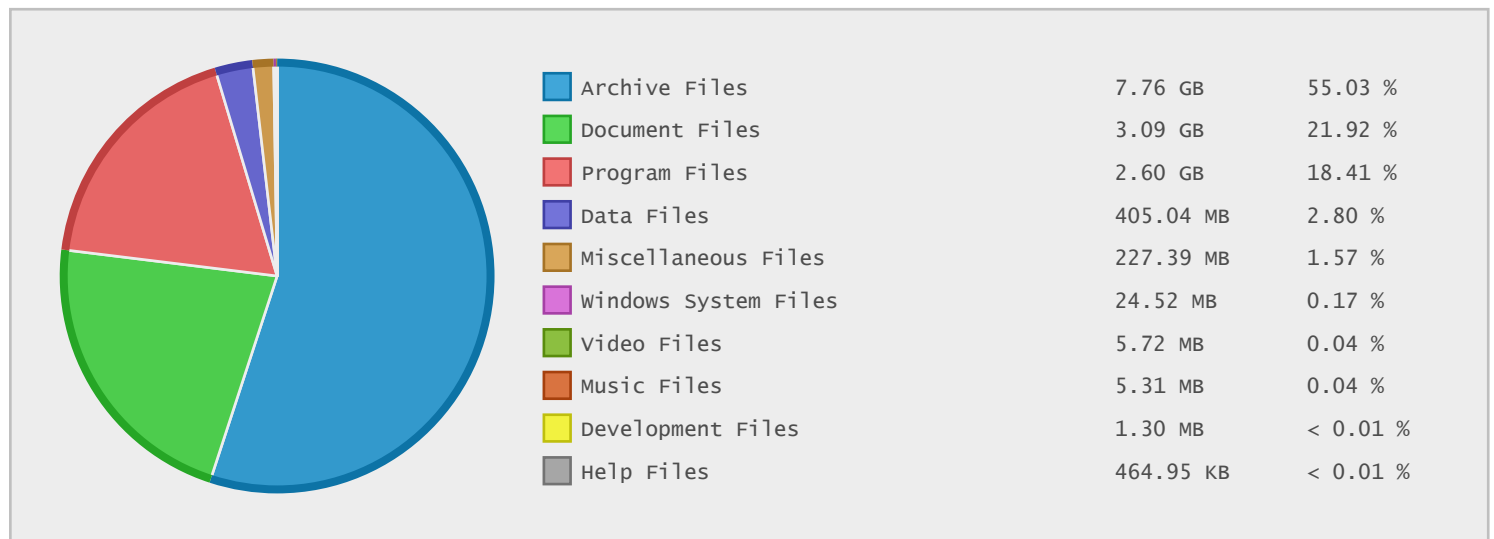 Archive Files 7.76 GB 55.03 %
Document Files 3.09 GB 21.92 %
Program Files 2.60 GB 18.41 %
Data Files 405.04 MB 2.80 %
Miscellaneous Files 227.39 MB 1.57 %
Windows System Files 24.52 MB 0.17 %
Video Files 5.72 MB 0.04 %
Music Files 5.31 MB 0.04 %
Development Files 1.30 MB < 0.01 %
Help Files 464.95 KB < 0.01 %